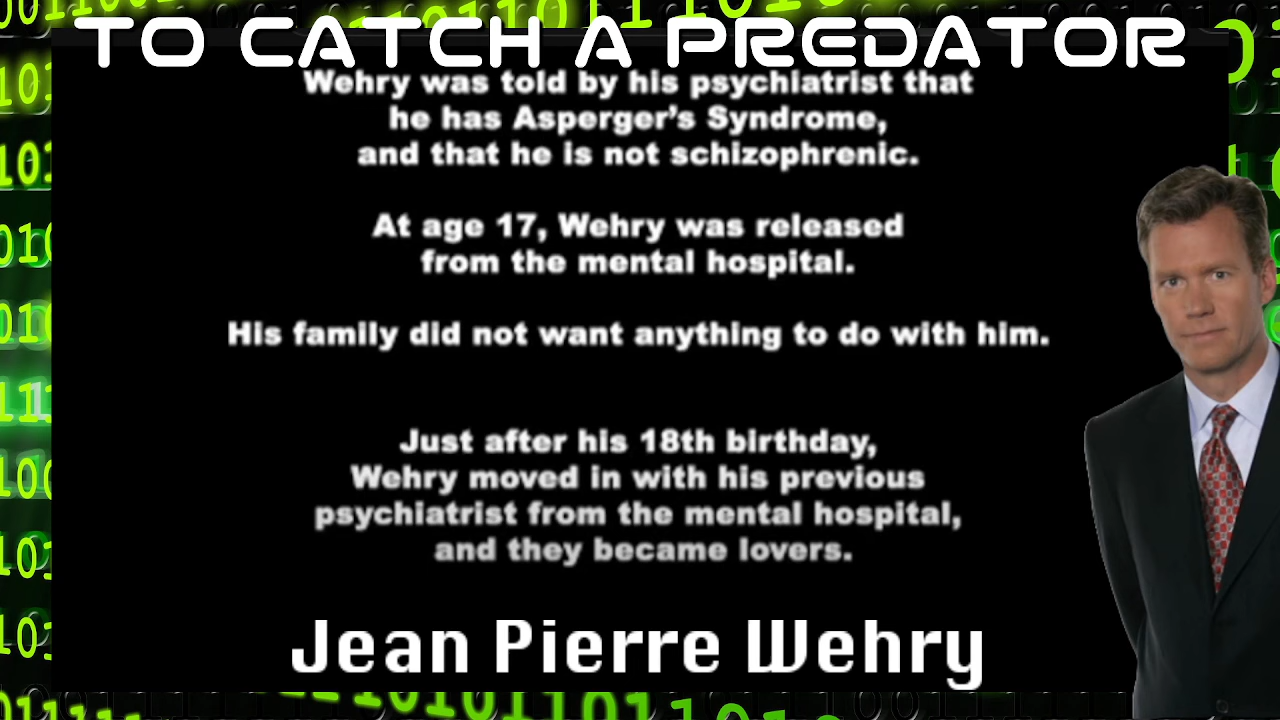 TO CATCH A PREDATOR
Wehry was told by his psychiatrist that
he has Asperger’s Syndrome,
and that he is not schizophrenic.
At age 17, Wehry was released
from the mental hospital.
His family did not want anything to do with him.
Just after his 18th birthday,
Wehry moved in with his previous
psychiatrist from the mental hospital,
and they became lovers.
Jean Pierre Wehry